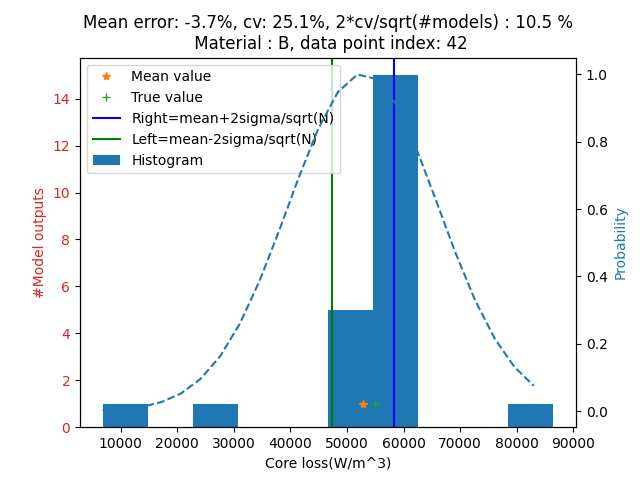 Mean error: -3.7%, cv: 25.1%, 2*cv/sqrt(#models) : 10.5 %
Material : B, data point index: 42
Mean value
True value
Right=mean+2sigma/sqrt(N)
Left=mean-2sigma/sqrt(N)
Histogram
#Model outputs
14
12
10
8
6
4
2
0
1.0
0.8
0.6
0.4
0.2
0.0
Probability
10000 20000 30000 40000 50000 60000 70000 80000 90000
Core loss(W/m^3)